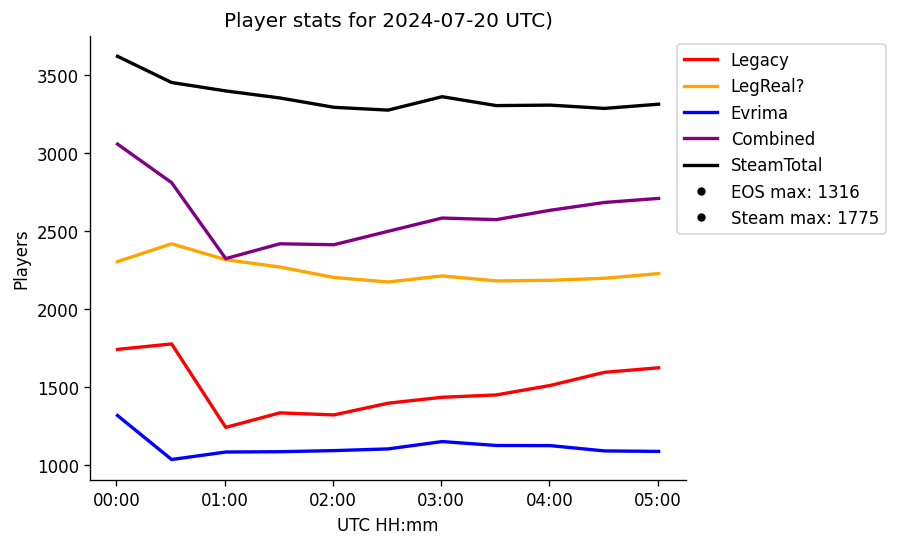 Player stats for 2024-07-20 UTC)
Players
3500
3000
2500
2000
1500
1000
00:00 01:00 02:00 03:00 04:00 05:00
UTC HH:mm
Legacy
LegReal?
Evrima
Combined
SteamTotal
EOS max: 1316
Steam max: 1775